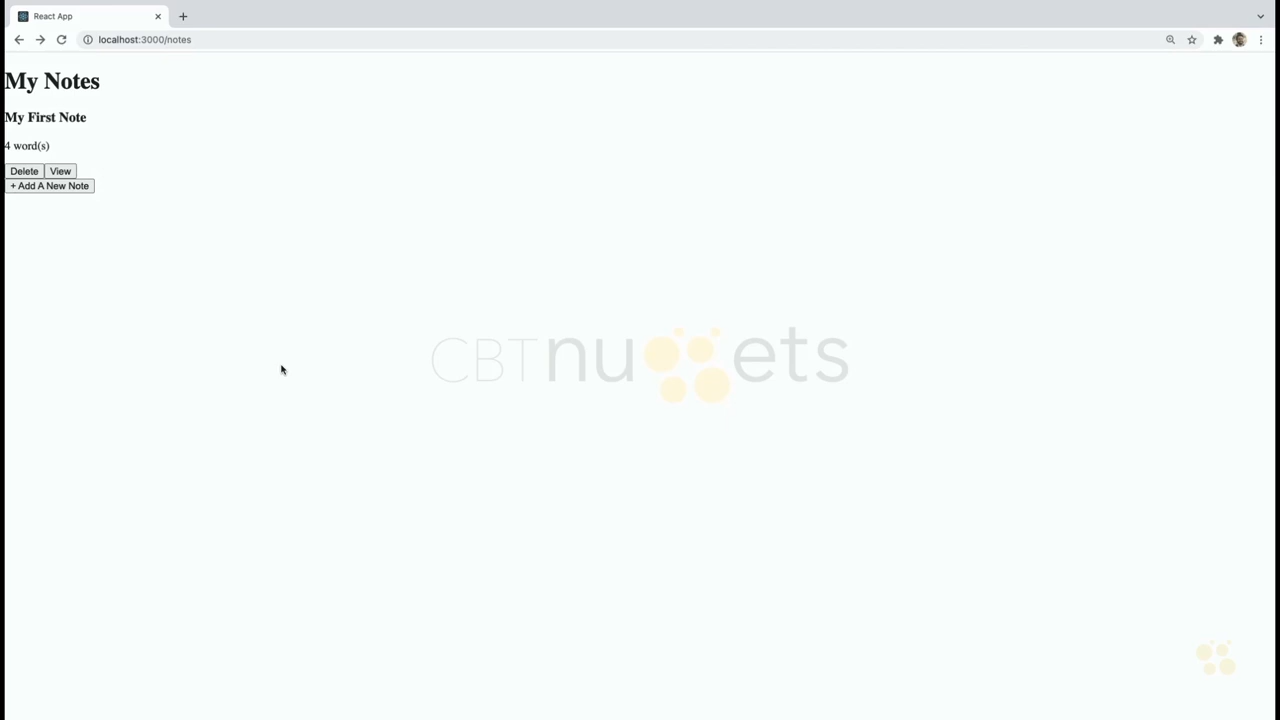 React App
localhost:3000/notes
My Notes
My First Note
4 word(s)
Delete View
+ Add A New Note
CBTnuggets